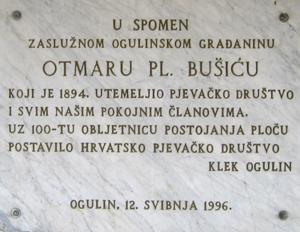 U SPOMEN
ZASLUŽNOM OGULINSKOM GRAĐANINU
OTMARU PL. BUŠIĆU
KOJI JE 1894. UTEMELJIO PJEVAČKO DRUŠTVO
I SVIM NAŠIM POKOJNIM ČLANOVIMA.
UZ 100-TU OBLJETNICU POSTOJANJA PLOČU
POSTAVILO HRVATSKO PJEVAČKO DRUŠTVO
KLEK OGULIN
OGULIN, 12. SVIBNJA 1996.